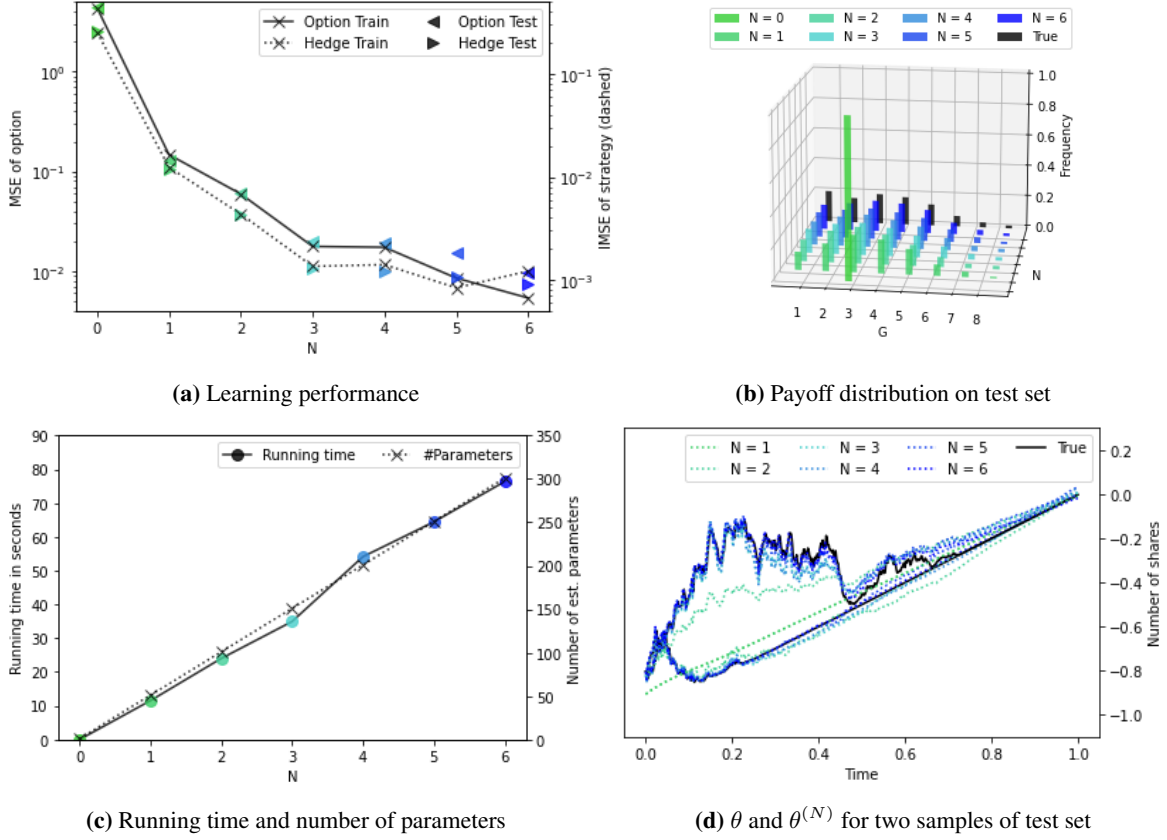 Option Train
Hedge Train
Option Test
Hedge Test
MSE of option
10⁰
10⁻¹
10⁻²
10⁻¹
10⁻²
10⁻³
IMSE of strategy (dashed)
0 1 2 3 4 5 6
N
(a) Learning performance
N = 0 N = 2 N = 4 N = 6
N = 1 N = 3 N = 5 True
1.0
0.8
0.6
0.4
0.2
0.0
Frequency
N
1 2 3 4 5 6 7 8
G
(b) Payoff distribution on test set
Running time #Parameters
Running time in seconds
90
80
70
60
50
40
30
20
10
0
350
300
250
200
150
100
50
0
Number of est. parameters
0 1 2 3 4 5 6
N
(c) Running time and number of parameters
N = 1 N = 3 N = 5 True
N = 2 N = 4 N = 6
0.2
0.0
−0.2
−0.4
−0.6
−0.8
−1.0
Number of shares
0.0 0.2 0.4 0.6 0.8 1.0
Time
(d) θ and θ⁽ᴺ⁾ for two samples of test set